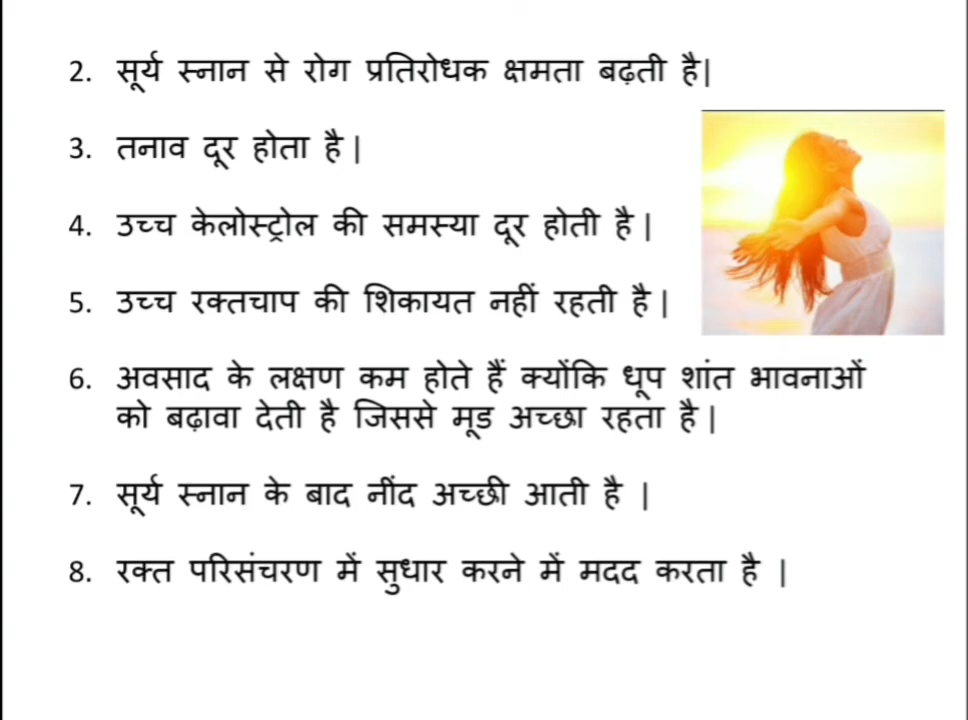 2. सूर्य स्नान से रोग प्रतिरोधक क्षमता बढ़ती है|
3. तनाव दूर होता है |
4. उच्च केलोस्ट्रोल की समस्या दूर होती है |
5. उच्च रक्तचाप की शिकायत नहीं रहती है |
6. अवसाद के लक्षण कम होते हैं क्योंकि धूप शांत भावनाओं
को बढ़ावा देती है जिससे मूड अच्छा रहता है |
7. सूर्य स्नान के बाद नींद अच्छी आती है |
8. रक्त परिसंचरण में सुधार करने में मदद करता है |